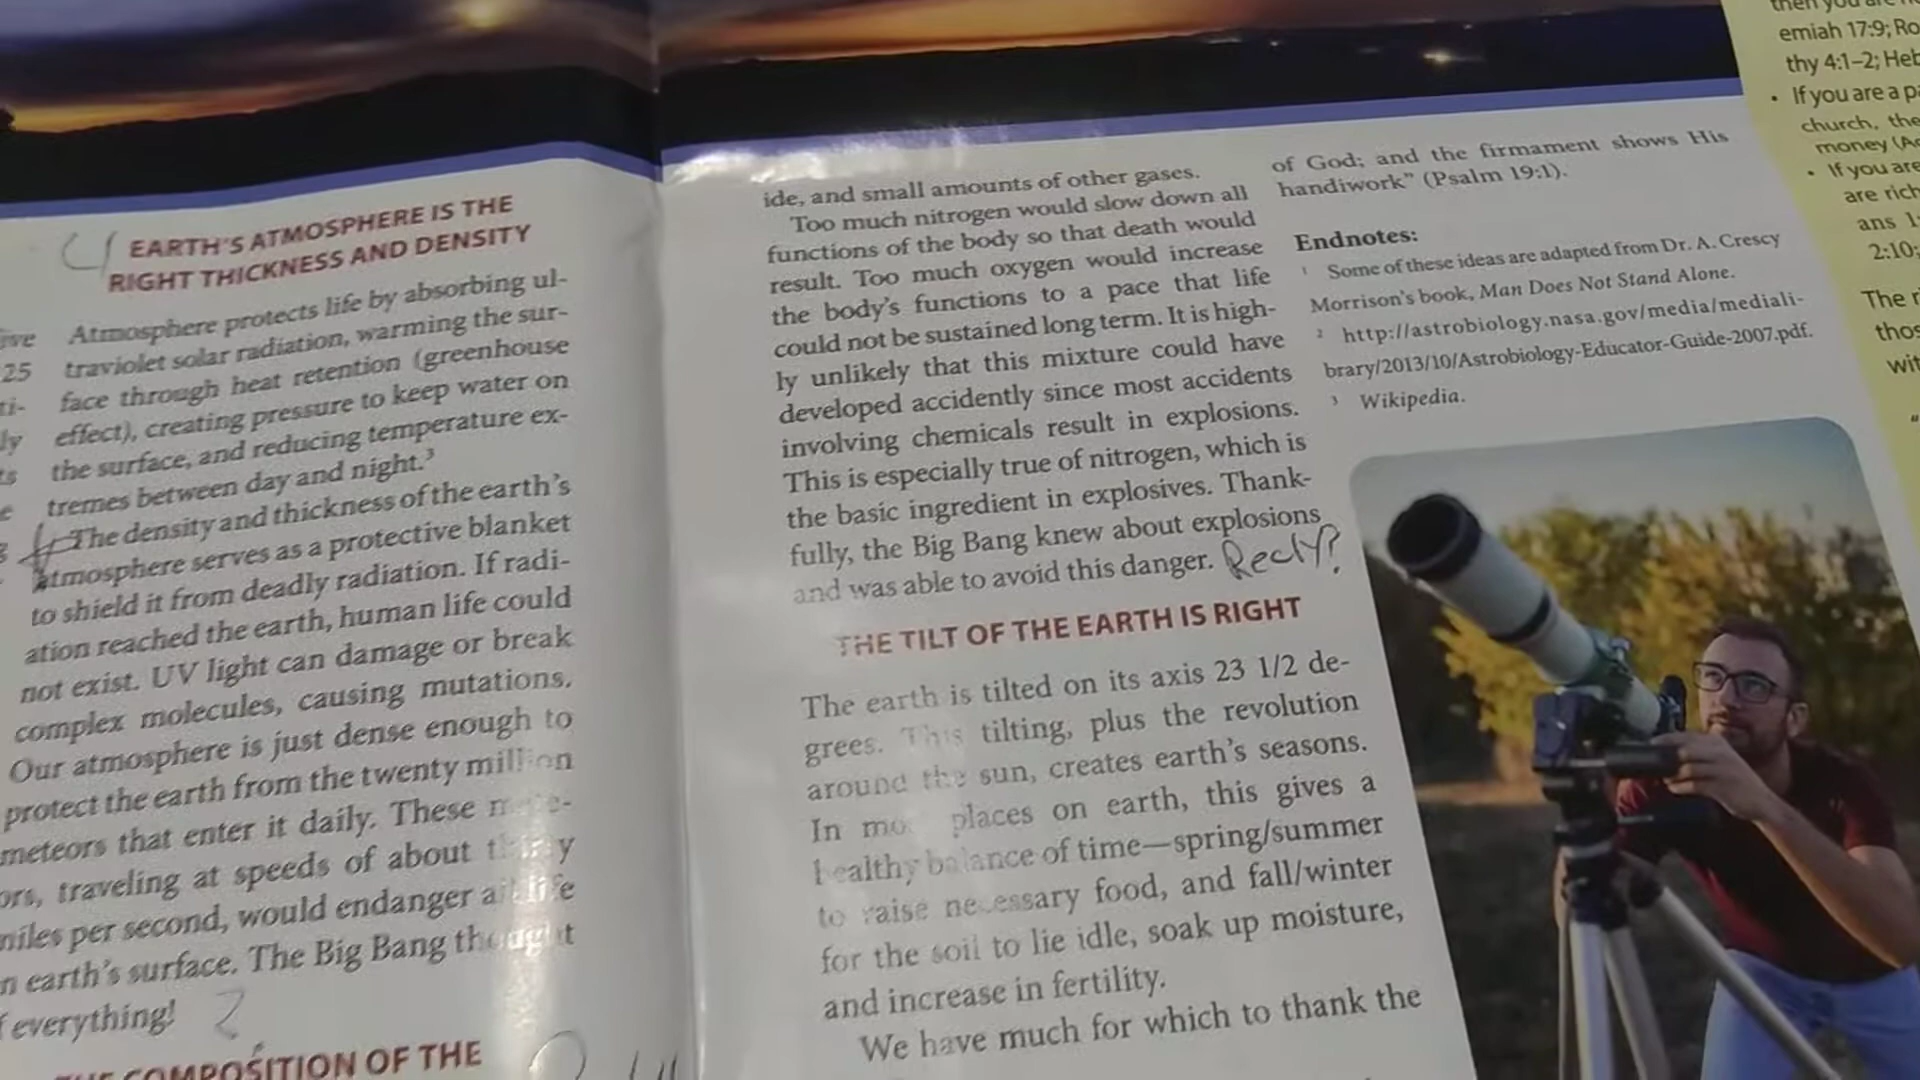 EARTH'S ATMOSPHERE IS THE
RIGHT THICKNESS AND DENSITY
Atmosphere protects life by absorbing ul-
traviolet solar radiation, warming the sur-
face through heat retention (greenhouse
effect), creating pressure to keep water on
the surface, and reducing temperature ex-
tremes between day and night.³
The density and thickness of the earth's
atmosphere serves as a protective blanket
to shield it from deadly radiation. If radi-
ation reached the earth, human life could
not exist. UV light can damage or break
complex molecules, causing mutations.
Our atmosphere is just dense enough to
protect the earth from the twenty million
meteors that enter it daily. These mete-
ors, traveling at speeds of about thirty
miles per second, would endanger all life
n earth's surface. The Big Bang thought
f everything!
THE COMPOSITION OF THE
ide, and small amounts of other gases.
Too much nitrogen would slow down all
functions of the body so that death would
result. Too much oxygen would increase
the body's functions to a pace that life
could not be sustained long term. It is high-
ly unlikely that this mixture could have
developed accidently since most accidents
involving chemicals result in explosions.
This is especially true of nitrogen, which is
the basic ingredient in explosives. Thank-
fully, the Big Bang knew about explosions
and was able to avoid this danger.
THE TILT OF THE EARTH IS RIGHT
The earth is tilted on its axis 23 1/2 de-
grees. This tilting, plus the revolution
around the sun, creates earth's seasons.
In most places on earth, this gives a
healthy balance of time—spring/summer
to raise necessary food, and fall/winter
for the soil to lie idle, soak up moisture,
and increase in fertility.
We have much for which to thank the
of God; and the firmament shows His
handiwork" (Psalm 19:1).
Endnotes:
¹ Some of these ideas are adapted from Dr. A. Crescy
Morrison's book, Man Does Not Stand Alone.
² http://astrobiology.nasa.gov/media/mediali-
brary/2013/10/Astrobiology-Educator-Guide-2007.pdf.
³ Wikipedia.
emiah 17:9; Ro
thy 4:1–2; Heb
• If you are a pa
church, the
money (Ac
• If you are
are rich
ans 1:
2:10;
The r
thos
wit